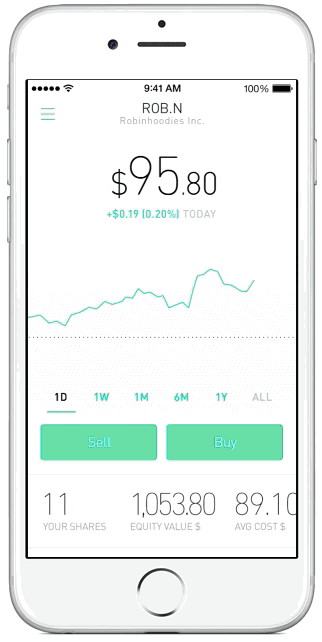 9:41 AM 100%
ROB.N
Robinhoodies Inc.
$95.80
+$0.19 (0.20%) TODAY
1D 1W 1M 6M 1Y ALL
Sell Buy
11 1,053.80 89.10
YOUR SHARES EQUITY VALUE $ AVG COST $